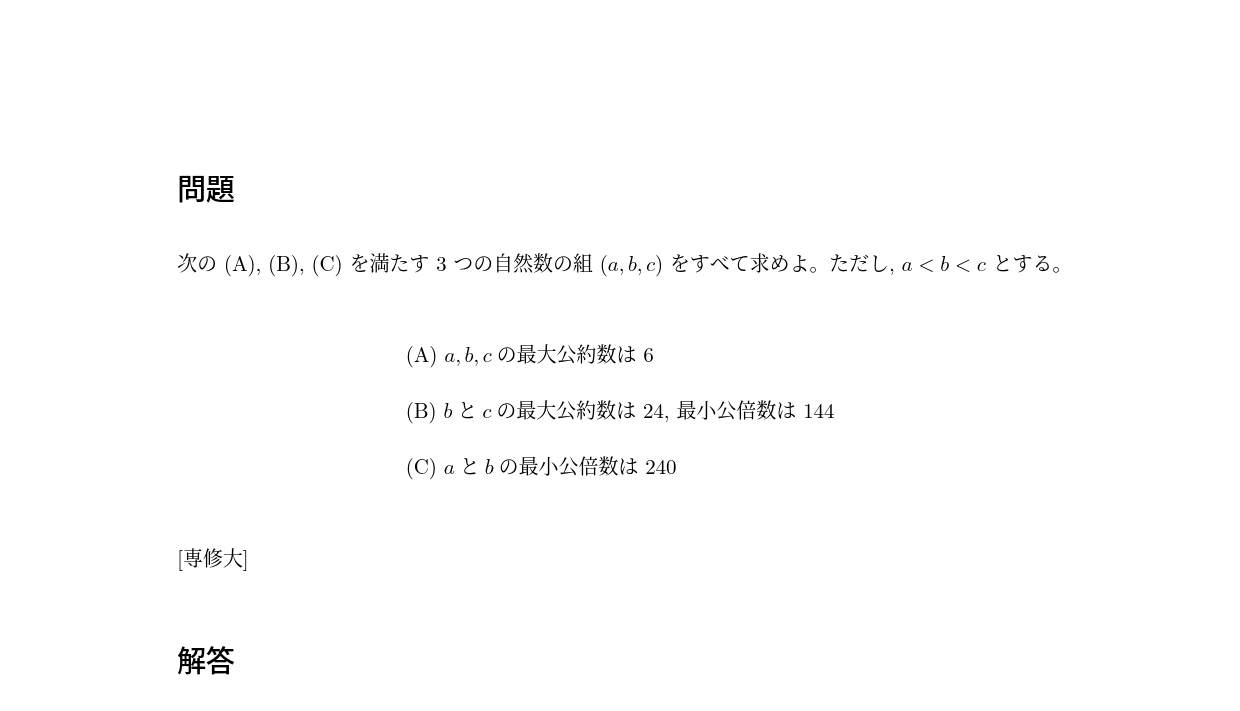 問題
次の (A), (B), (C) を満たす 3 つの自然数の組 (a, b, c) をすべて求めよ。ただし, a < b < c とする。
(A) a, b, c の最大公約数は 6
(B) b と c の最大公約数は 24, 最小公倍数は 144
(C) a と b の最小公倍数は 240
[専修大]
解答